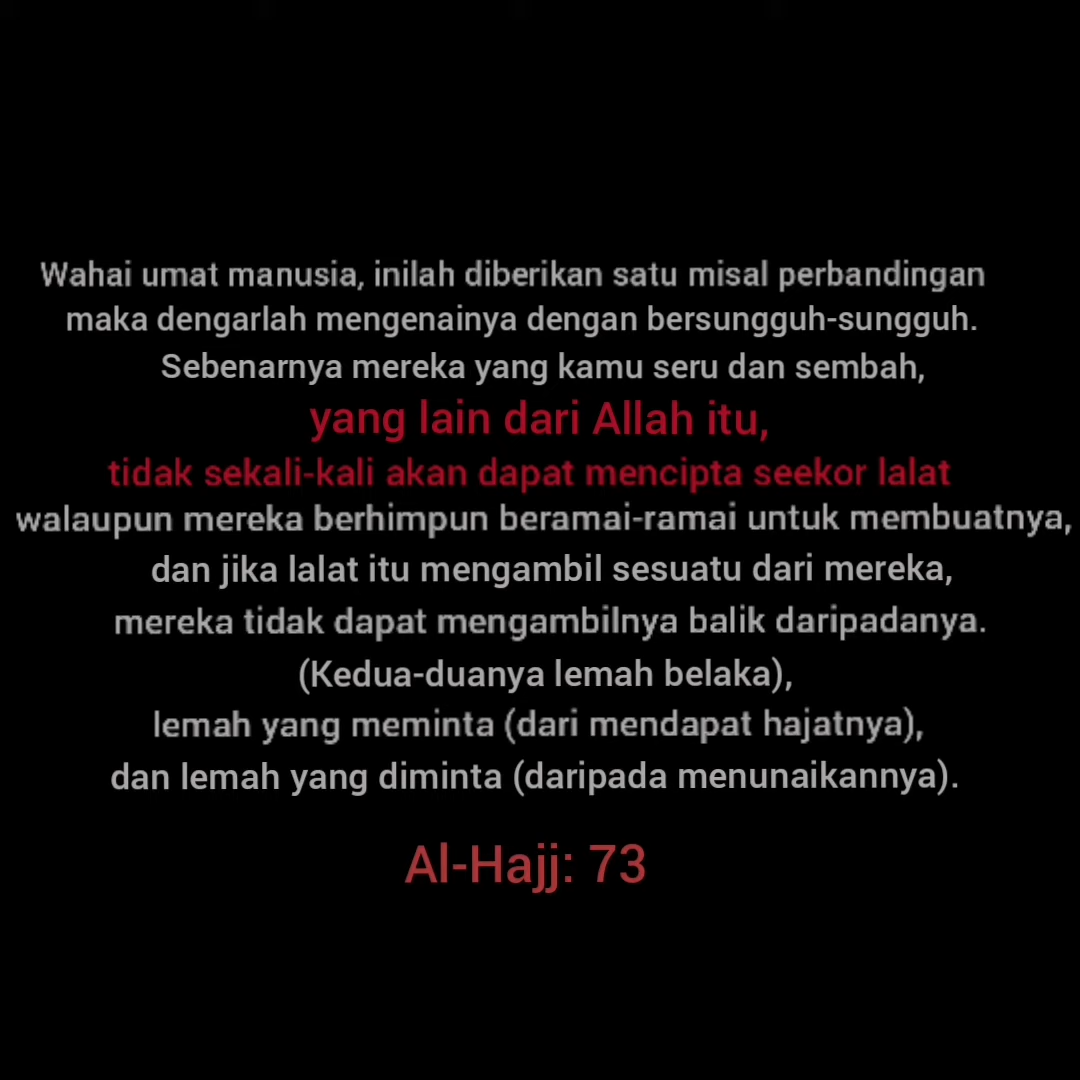 Wahai umat manusia, inilah diberikan satu misal perbandingan
maka dengarlah mengenainya dengan bersungguh-sungguh.
Sebenarnya mereka yang kamu seru dan sembah,
yang lain dari Allah itu,
tidak sekali-kali akan dapat mencipta seekor lalat
walaupun mereka berhimpun beramai-ramai untuk membuatnya,
dan jika lalat itu mengambil sesuatu dari mereka,
mereka tidak dapat mengambilnya balik daripadanya.
(Kedua-duanya lemah belaka),
lemah yang meminta (dari mendapat hajatnya),
dan lemah yang diminta (daripada menunaikannya).
Al-Hajj: 73